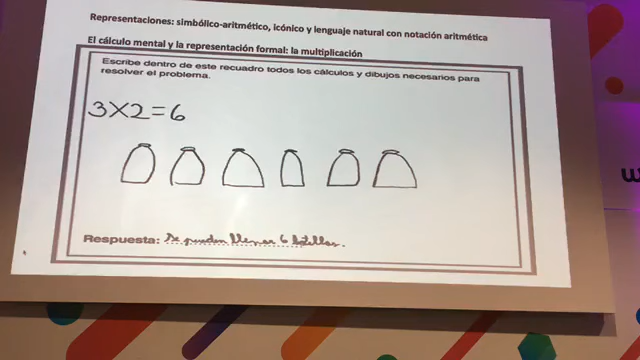 Representaciones: simbólico-aritmético, icónico y lenguaje natural con notación aritmética
El cálculo mental y la representación formal: la multiplicación
Escribe dentro de este recuadro todos los cálculos y dibujos necesarios para
resolver el problema.
3X2=6
Respuesta: Se pueden llenar 6 botellas.